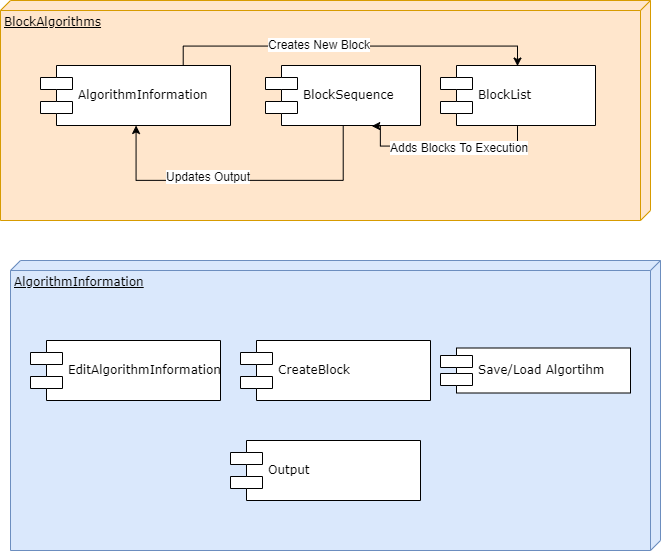 BlockAlgorithms
Creates New Block
AlgorithmInformation
BlockSequence
BlockList
Adds Blocks To Execution
Updates Output
AlgorithmInformation
EditAlgorithmInformation
CreateBlock
Save/Load Algortihm
Output